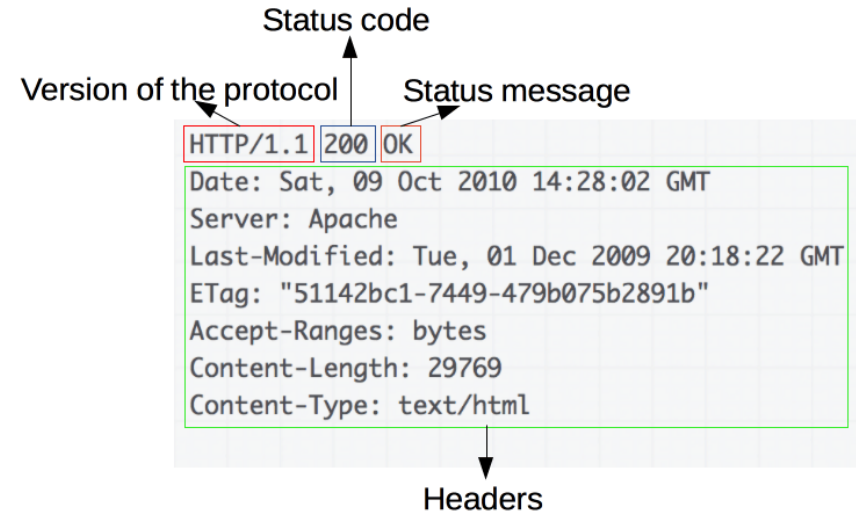 Status code
Version of the protocol
Status message
HTTP/1.1 200 OK
Date: Sat, 09 Oct 2010 14:28:02 GMT
Server: Apache
Last-Modified: Tue, 01 Dec 2009 20:18:22 GMT
ETag: "51142bc1-7449-479b075b2891b"
Accept-Ranges: bytes
Content-Length: 29769
Content-Type: text/html
Headers